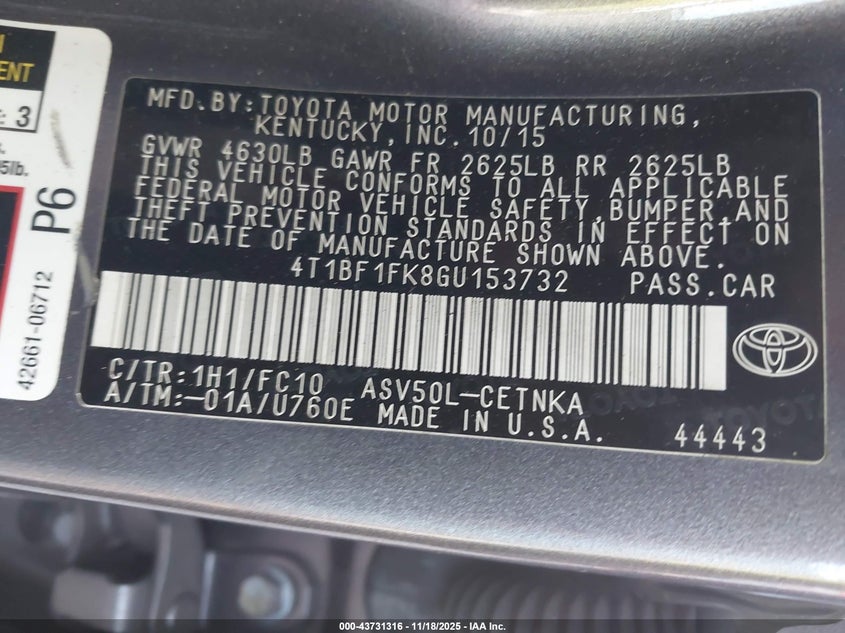 ENT
3
5lb.
P6
42661-06712
MFD.BY:TOYOTA MOTOR MANUFACTURING,
KENTUCKY,INC.10/15
GVWR 4630LB GAWR FR 2625LB RR 2625LB
THIS VEHICLE CONFORMS TO ALL APPLICABLE
FEDERAL MOTOR VEHICLE SAFETY,BUMPER,AND
THEFT PREVENTION STANDARDS IN EFFECT ON
THE DATE OF MANUFACTURE SHOWN ABOVE.
4T1BF1FK8GU153732 PASS.CAR
C/TR:1H1/FC10 ASV50L-CETNKA
A/TM:-01A/U760E MADE IN U.S.A. 44443
000-43731316 | 11/18/2025 - IAA Inc.